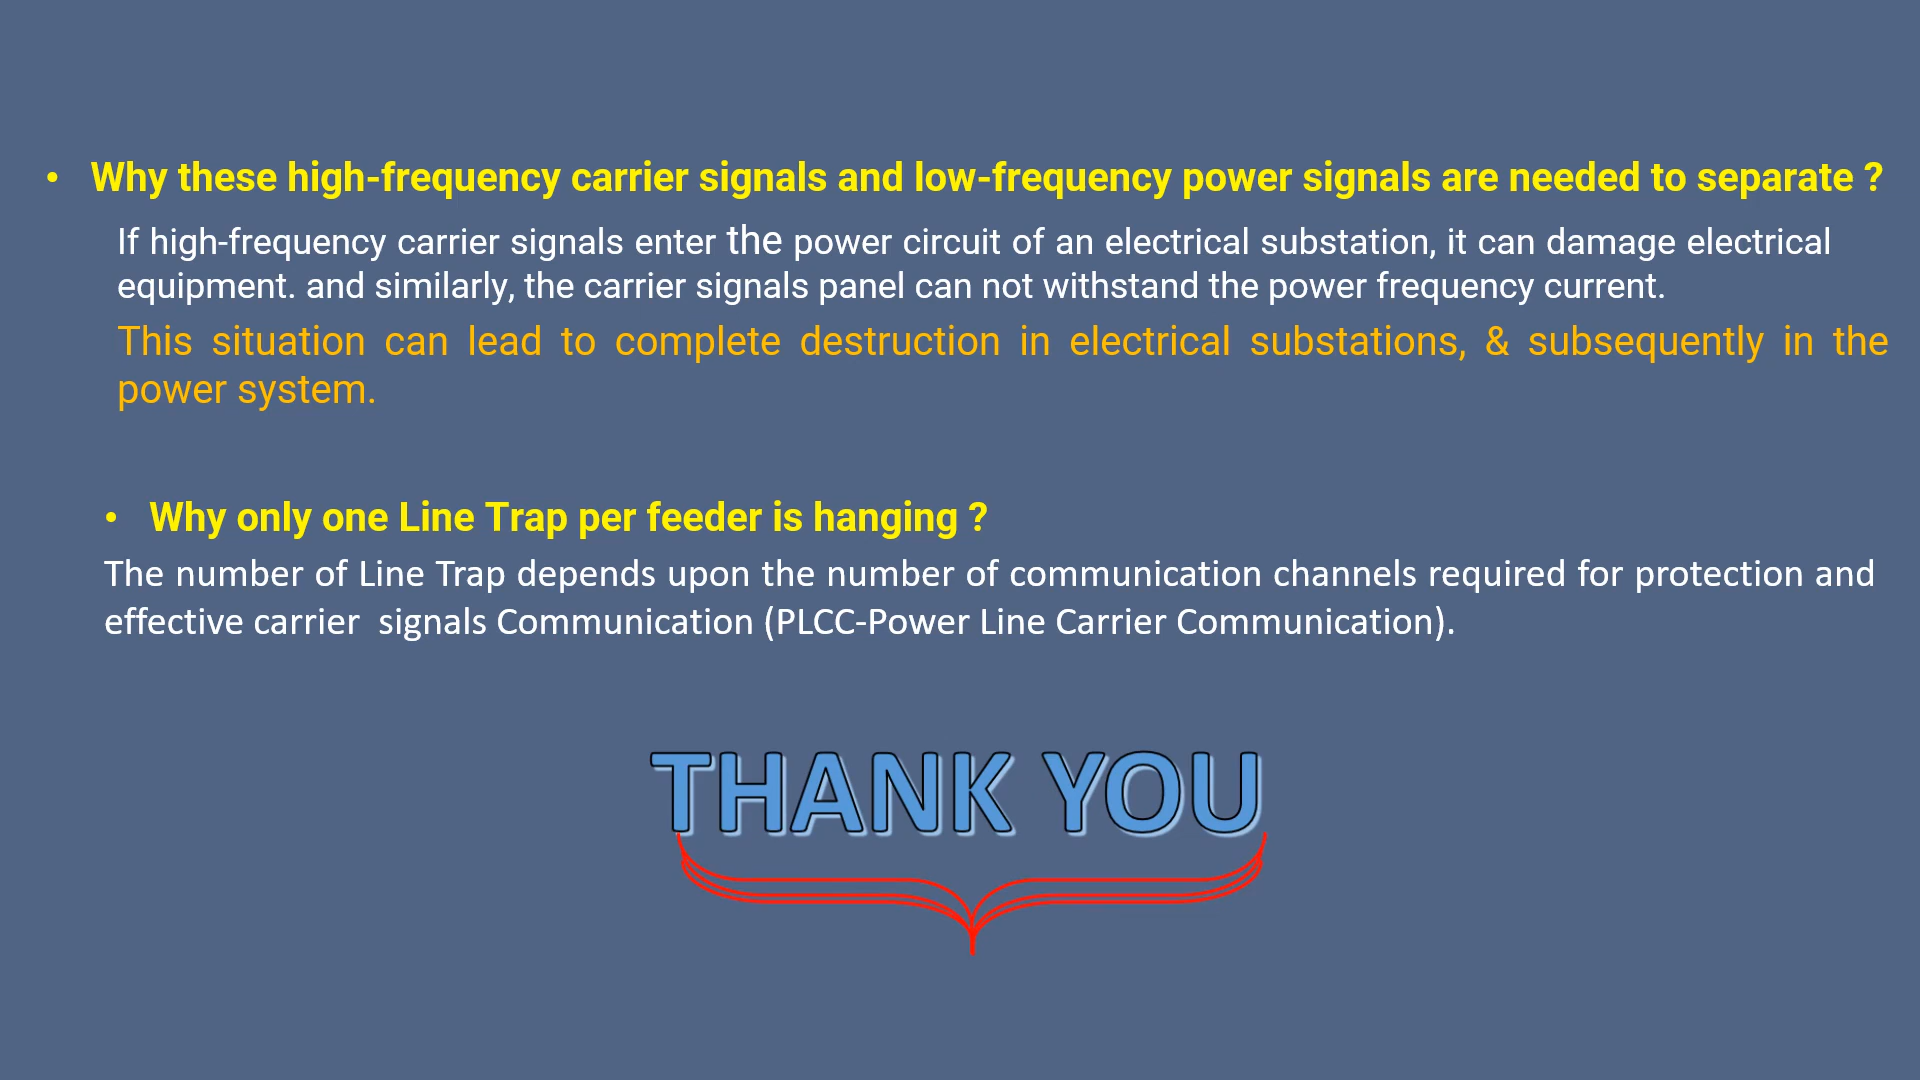 • Why these high-frequency carrier signals and low-frequency power signals are needed to separate ?
If high-frequency carrier signals enter the power circuit of an electrical substation, it can damage electrical
equipment. and similarly, the carrier signals panel can not withstand the power frequency current.
This situation can lead to complete destruction in electrical substations, & subsequently in the
power system.
• Why only one Line Trap per feeder is hanging ?
The number of Line Trap depends upon the number of communication channels required for protection and
effective carrier  signals Communication (PLCC-Power Line Carrier Communication).
THANK YOU